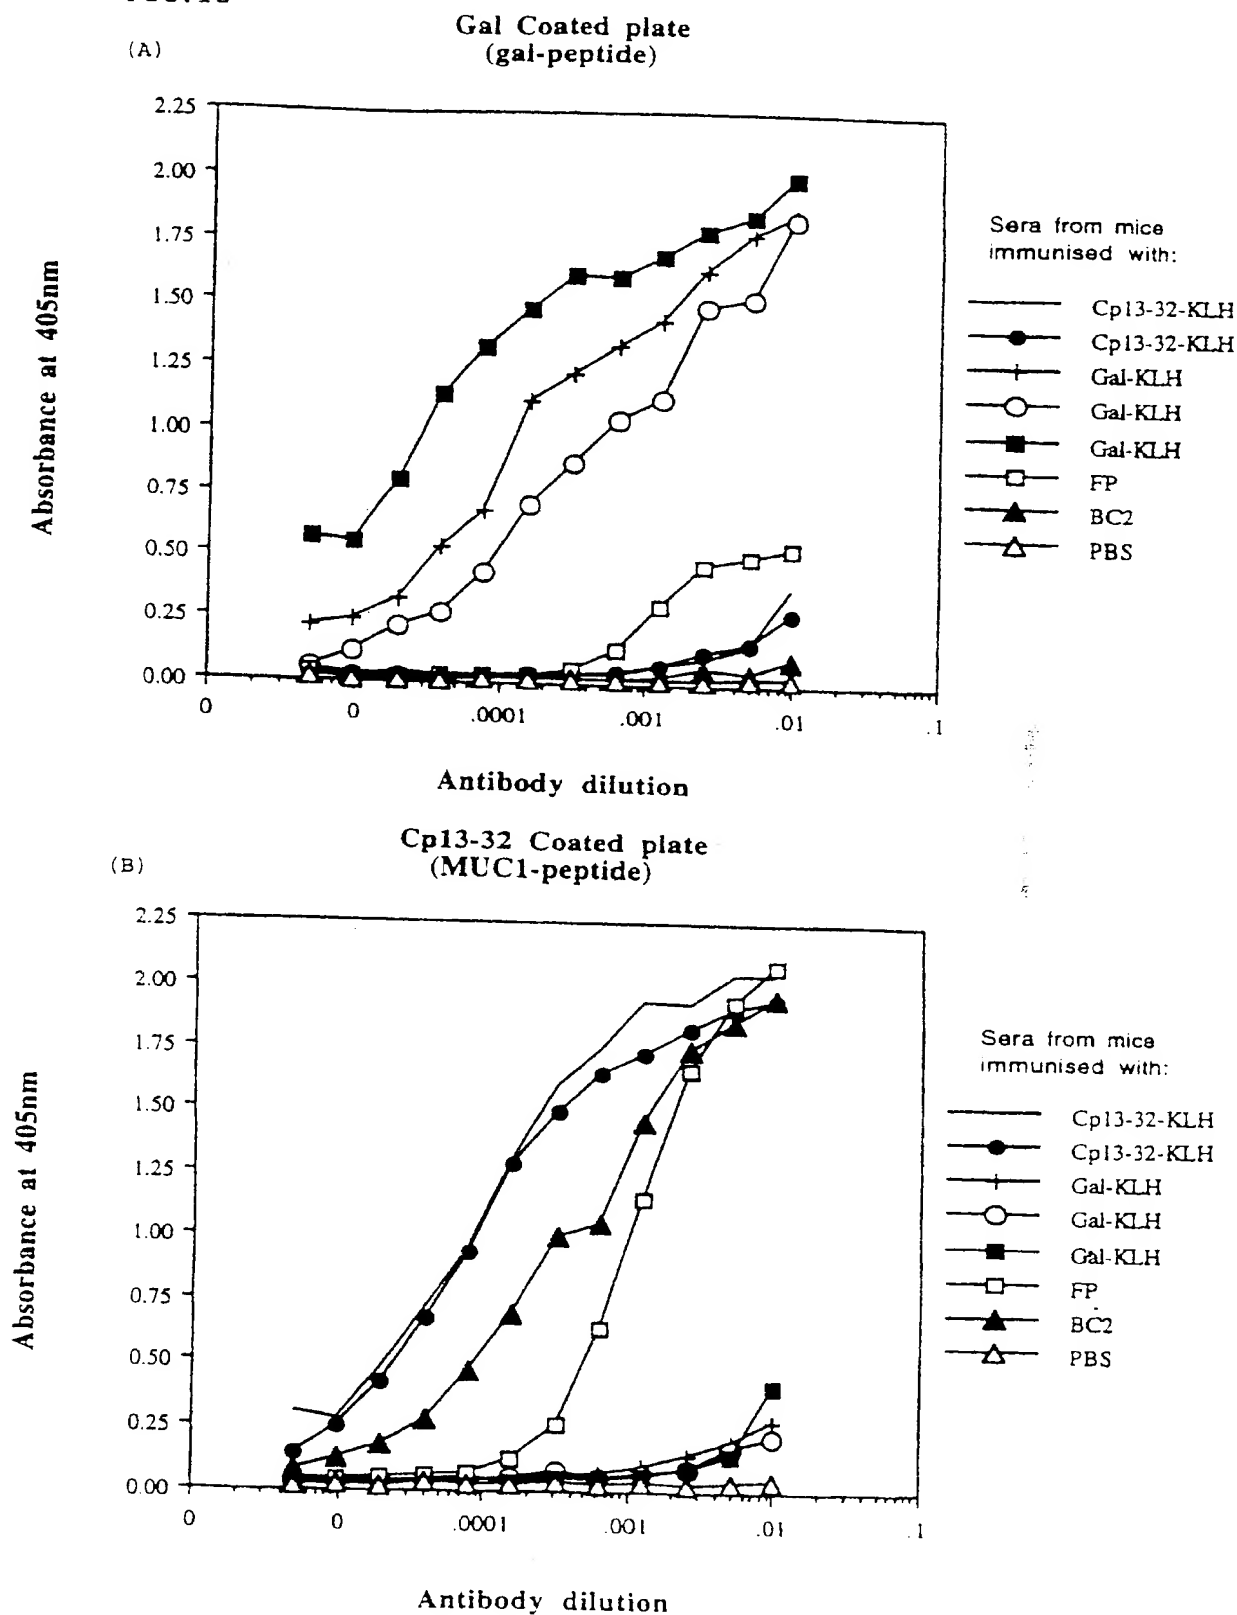 (A)
Gal Coated plate
(gal-peptide)
2.25
2.00
1.75
1.50
1.25
1.00
0.75
0.50
0.25
0.00
Absorbance at 405nm
0
0
.0001
.001
.01
.1
Antibody dilution
Sera from mice
immunised with:
Cp13-32-KLH
Cp13-32-KLH
Gal-KLH
Gal-KLH
Gal-KLH
FP
BC2
PBS
(B)
Cp13-32 Coated plate
(MUC1-peptide)
2.25
2.00
1.75
1.50
1.25
1.00
0.75
0.50
0.25
0.00
Absorbance at 405nm
0
0
.0001
.001
.01
.1
Antibody dilution
Sera from mice
immunised with:
Cp13-32-KLH
Cp13-32-KLH
Gal-KLH
Gal-KLH
Gal-KLH
FP
BC2
PBS